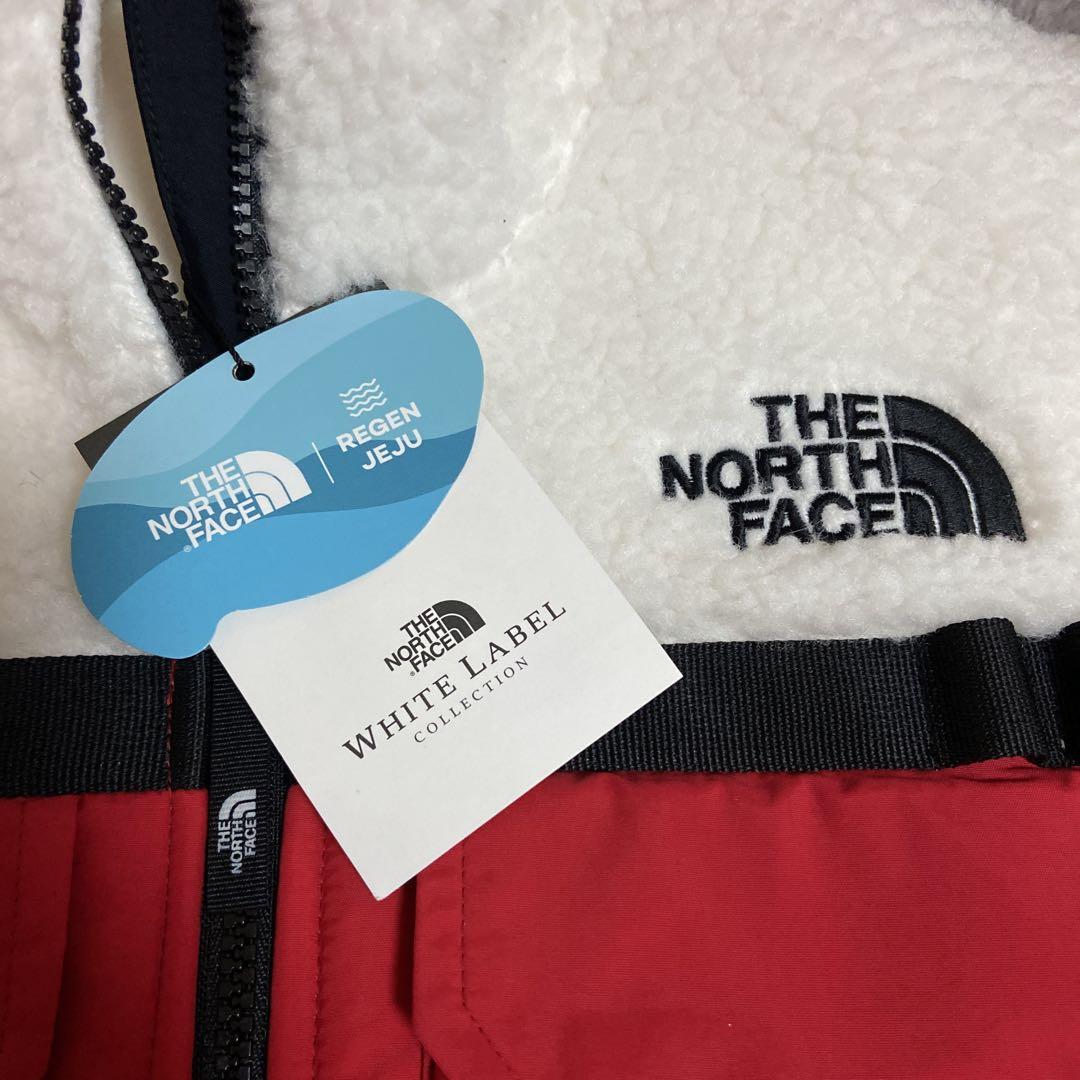 THE
NORTH
FACE®
REGEN
JEJU
THE
NORTH
FACE
THE
NORTH
FACE
WHITE LABEL
COLLECTION
THE
NORTH
FACE